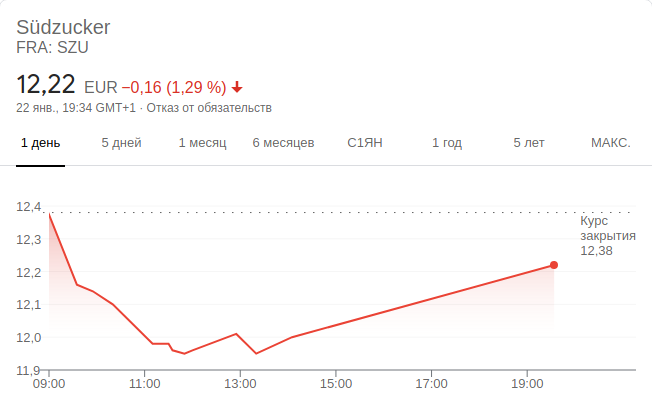 Südzucker
FRA: SZU
12,22 EUR −0,16 (1,29 %)
22 янв., 19:34 GMT+1 · Отказ от обязательств
1 день 5 дней 1 месяц 6 месяцев С1ЯН 1 год 5 лет МАКС.
12,4
Курс
закрытия
12,38
12,3
12,2
12,1
12,0
11,9
09:00 11:00 13:00 15:00 17:00 19:00